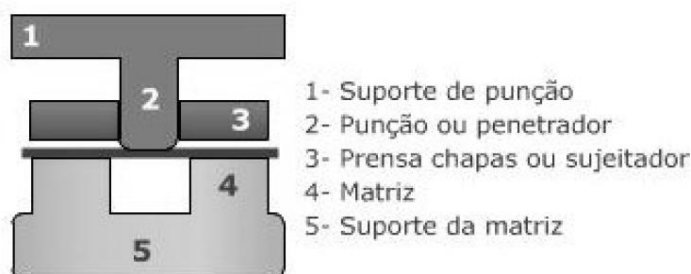 1
2
3
4
5
1- Suporte de punção
2- Punção ou penetrador
3- Prensa chapas ou sujeitador
4- Matriz
5- Suporte da matriz